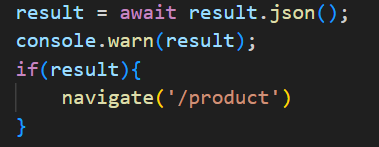 result = await result.json();
console.warn(result);
if(result){
    navigate('/product')
}